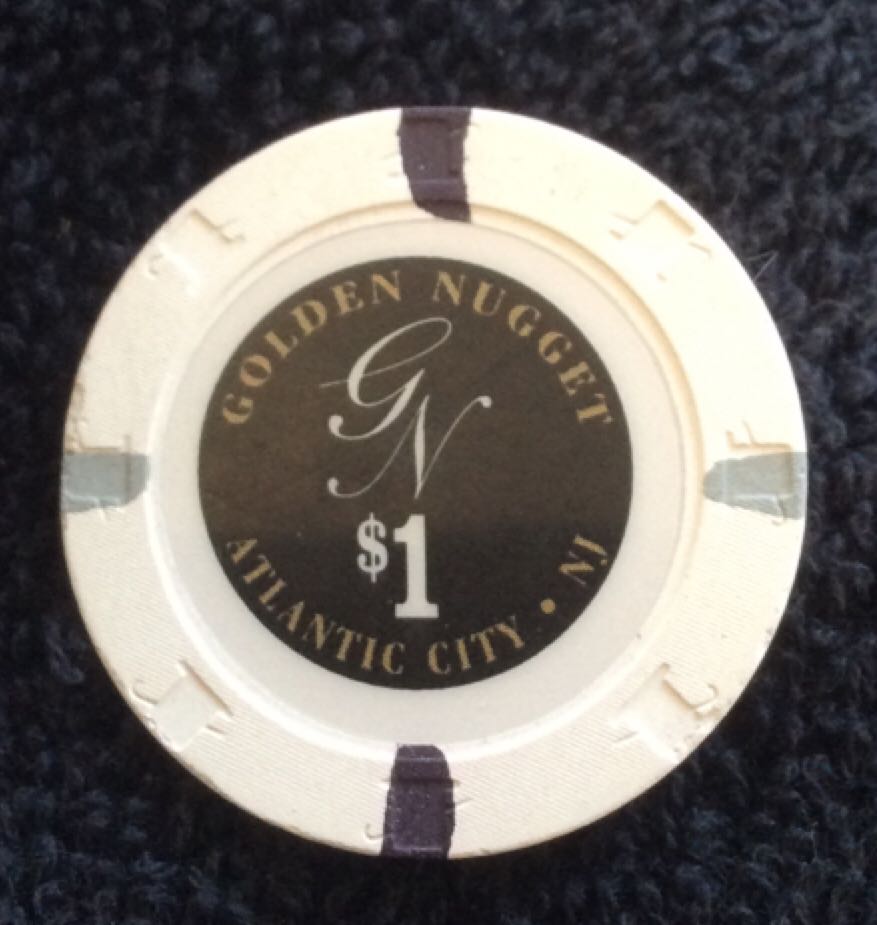 GOLDEN NUGGET
GN
$1
ATLANTIC CITY • NJ